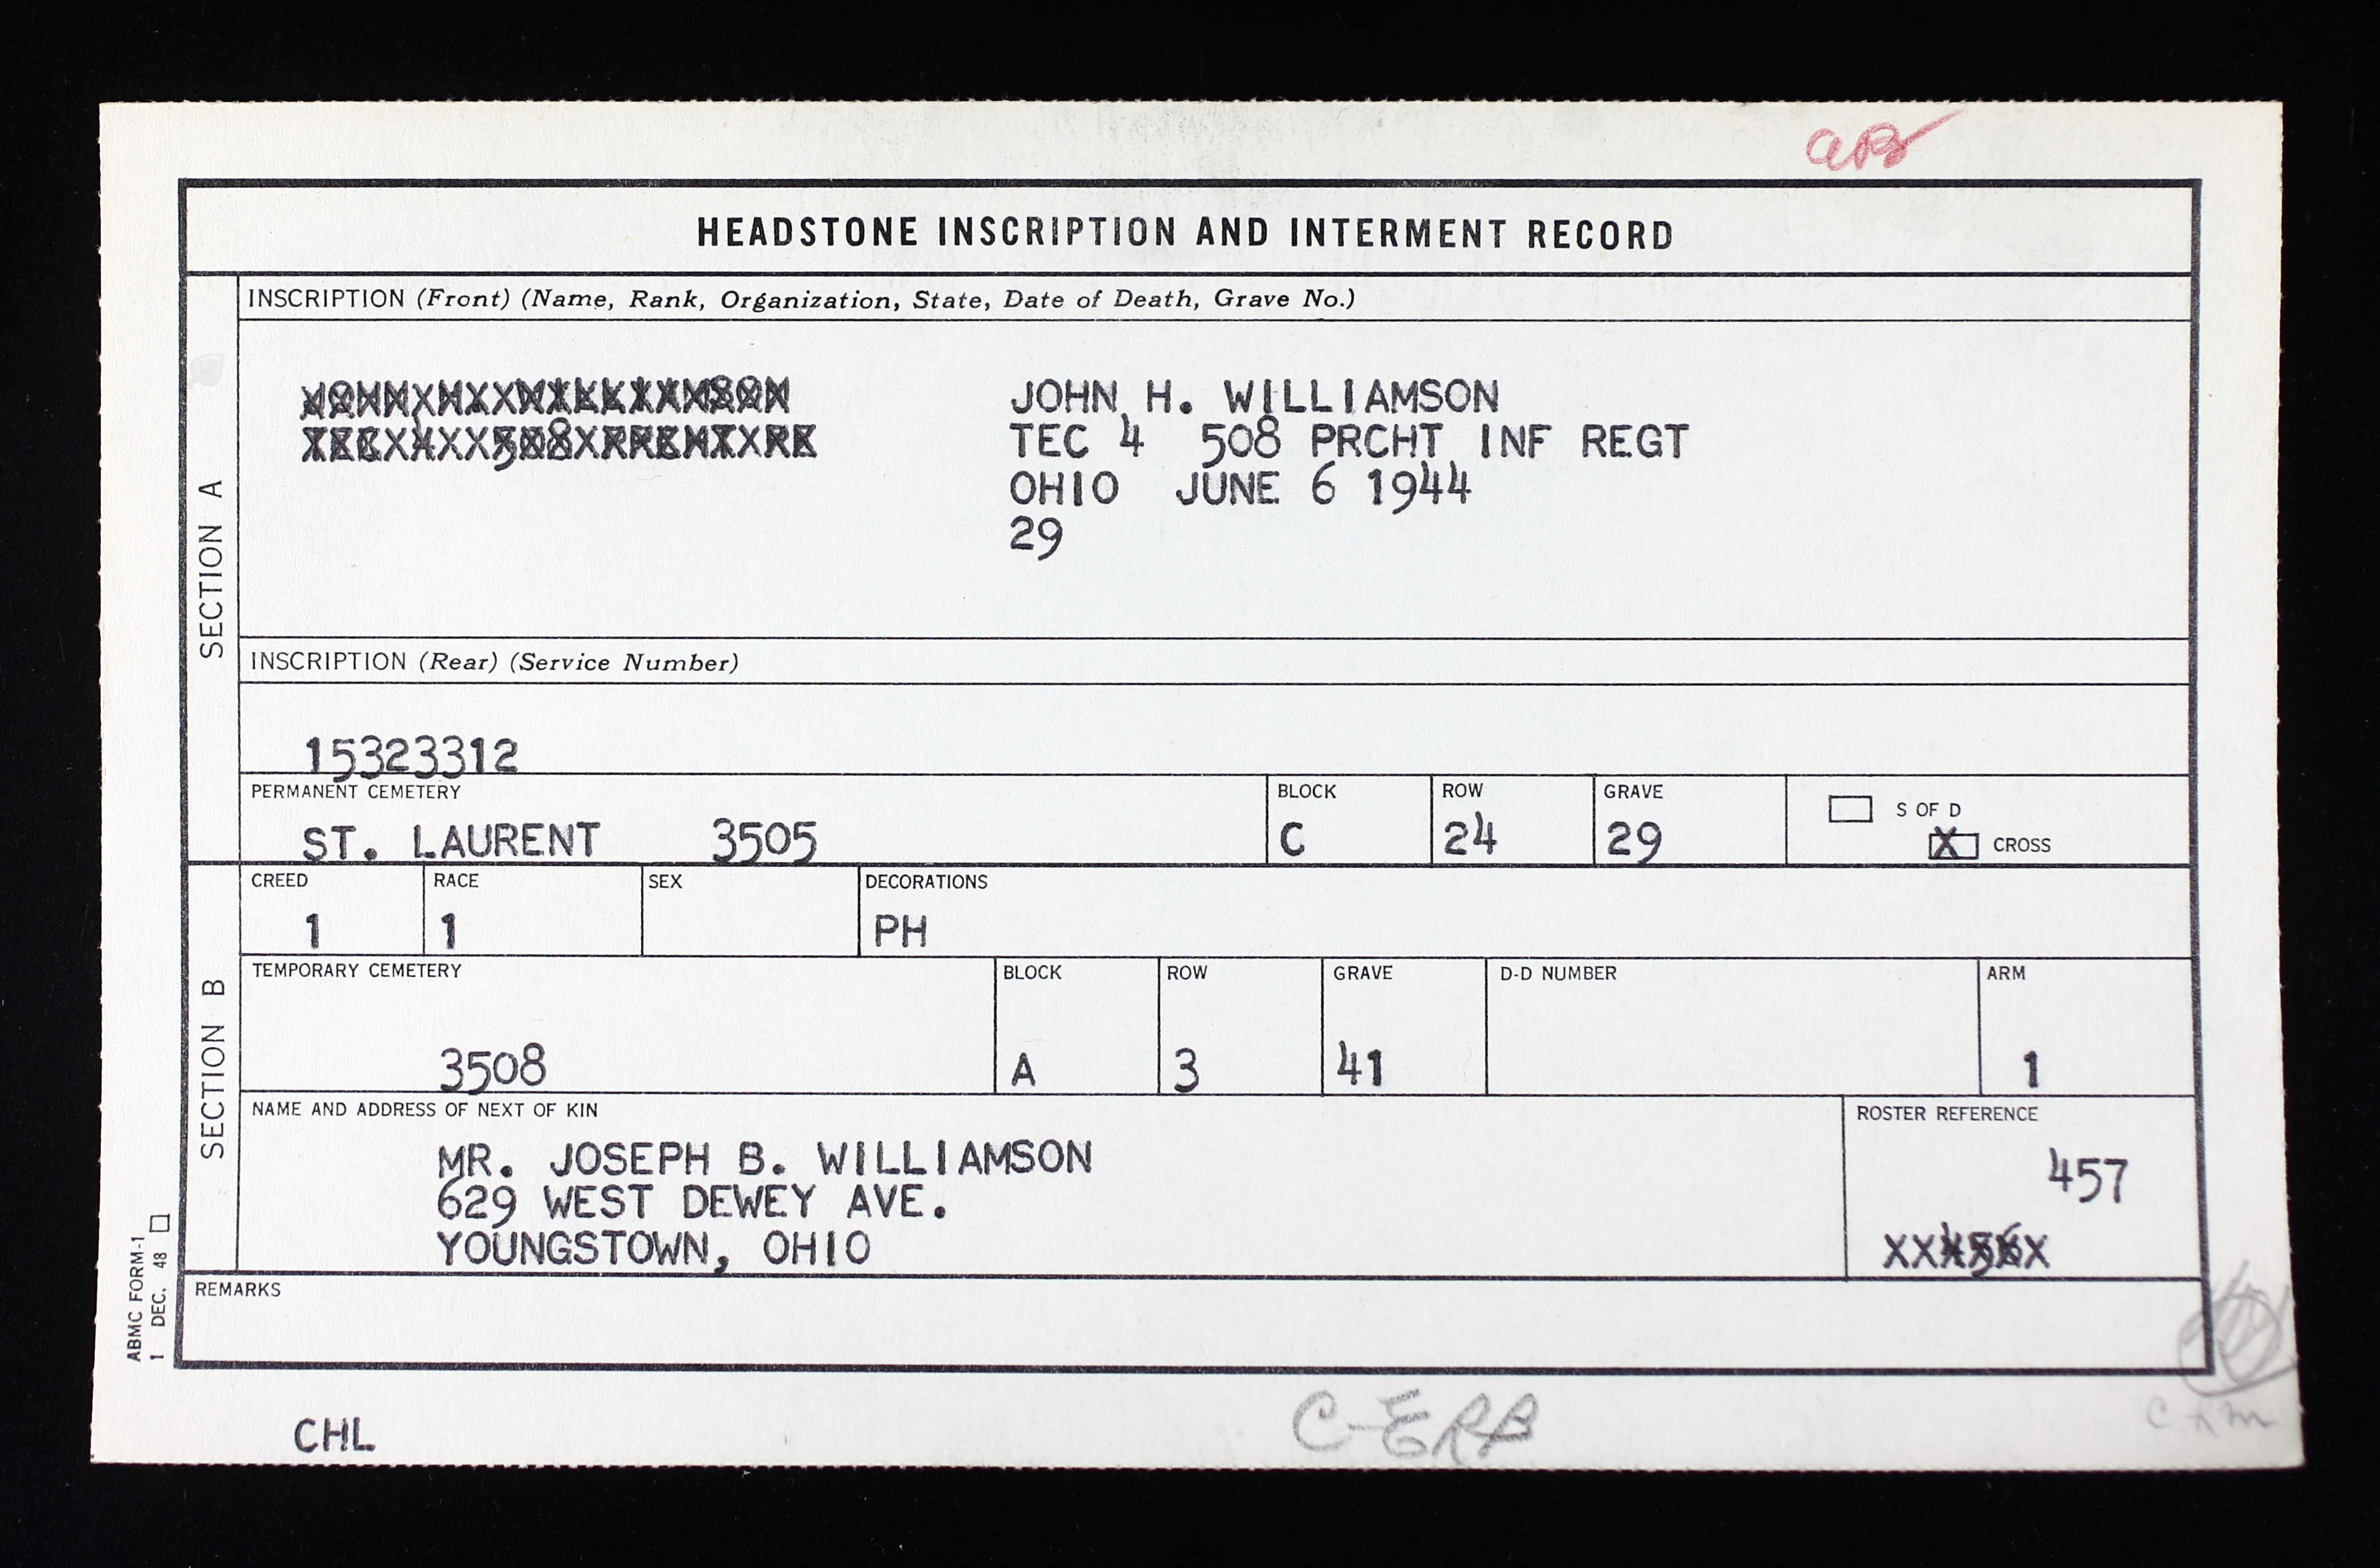 HEADSTONE INSCRIPTION AND INTERMENT RECORD
SECTION A
INSCRIPTION (Front) (Name, Rank, Organization, State, Date of Death, Grave No.)
JOHN H. WILLIAMSON
TEC 4 508 PRCHT INF REGT
OHIO JUNE 6 1944
29
INSCRIPTION (Rear) (Service Number)
15323312
PERMANENT CEMETERY BLOCK ROW GRAVE
ST. LAURENT 3505 C 24 29
S OF D
X CROSS
SECTION B
CREED RACE SEX DECORATIONS
1 1 PH
TEMPORARY CEMETERY BLOCK ROW GRAVE D-D NUMBER ARM
3508 A 3 41 1
NAME AND ADDRESS OF NEXT OF KIN ROSTER REFERENCE
MR. JOSEPH B. WILLIAMSON 457
629 WEST DEWEY AVE.
YOUNGSTOWN, OHIO
REMARKS
ABMC FORM-1
1 DEC. 48
CHL C-ERB